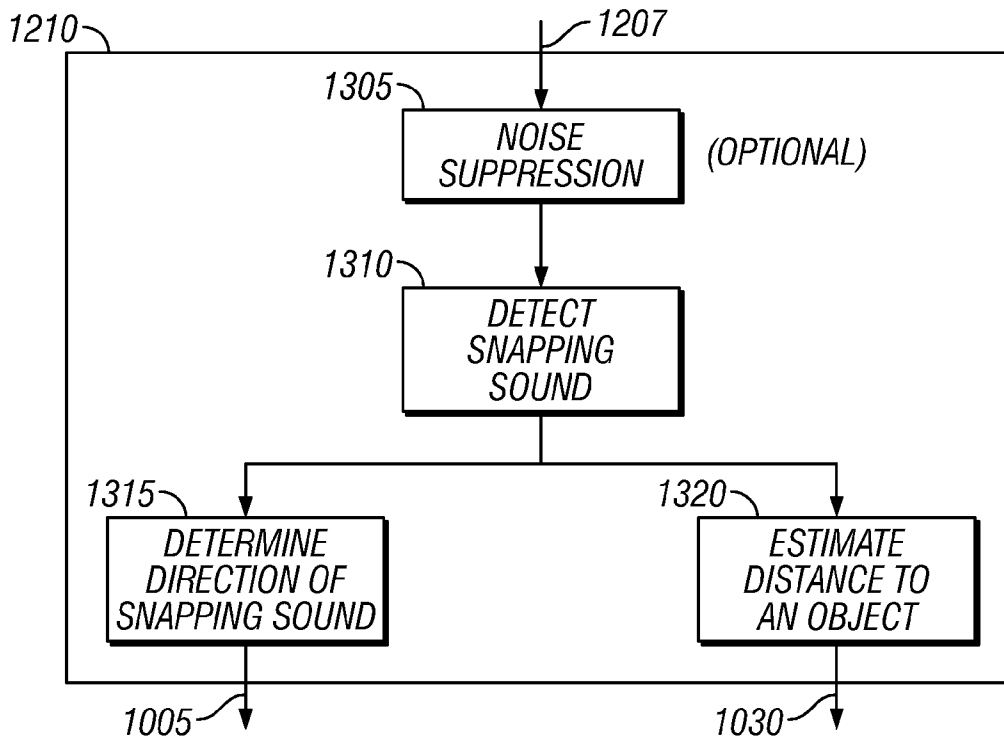 1210
1207
1305
NOISE
SUPPRESSION
(OPTIONAL)
1310
DETECT
SNAPPING
SOUND
1315
DETERMINE
DIRECTION OF
SNAPPING SOUND
1320
ESTIMATE
DISTANCE TO
AN OBJECT
1005
1030